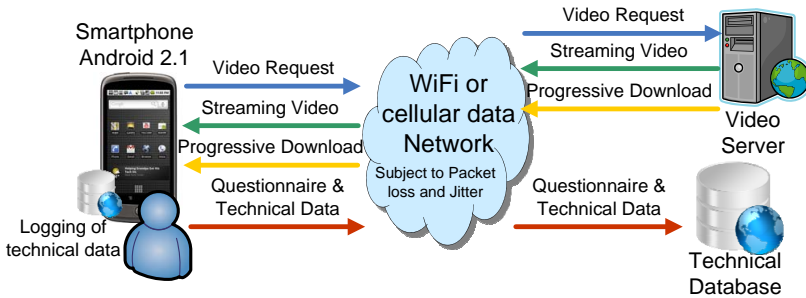 Smartphone
Android 2.1
Video Request
Streaming Video
Progressive Download
Questionnaire &
Technical Data
Logging of
technical data
WiFi or
cellular data
Network
Subject to Packet
loss and Jitter
Video Request
Streaming Video
Progressive Download
Video
Server
Questionnaire &
Technical Data
Technical
Database